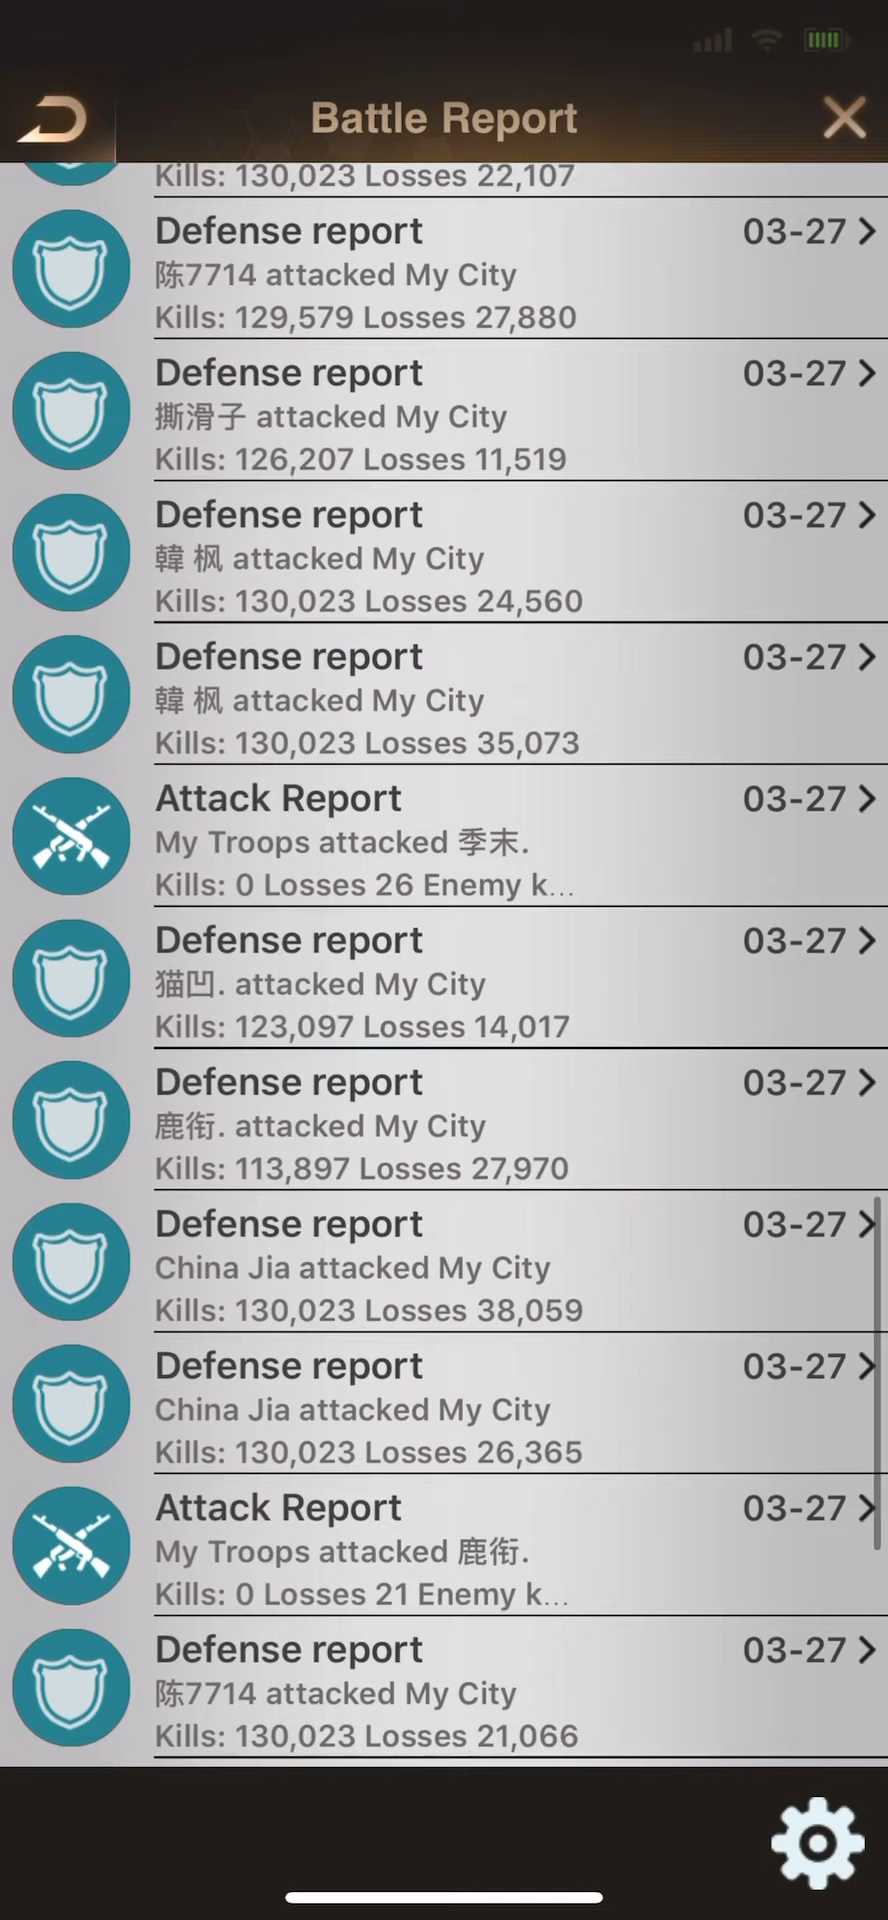 Battle Report
Kills: 130,023 Losses 22,107
Defense report
03-27
陈7714 attacked My City
Kills: 129,579 Losses 27,880
Defense report
03-27
撕滑子 attacked My City
Kills: 126,207 Losses 11,519
Defense report
03-27
韓 枫 attacked My City
Kills: 130,023 Losses 24,560
Defense report
03-27
韓 枫 attacked My City
Kills: 130,023 Losses 35,073
Attack Report
03-27
My Troops attacked 季末.
Kills: 0 Losses 26 Enemy k...
Defense report
03-27
猫凹. attacked My City
Kills: 123,097 Losses 14,017
Defense report
03-27
鹿衔. attacked My City
Kills: 113,897 Losses 27,970
Defense report
03-27
China Jia attacked My City
Kills: 130,023 Losses 38,059
Defense report
03-27
China Jia attacked My City
Kills: 130,023 Losses 26,365
Attack Report
03-27
My Troops attacked 鹿衔.
Kills: 0 Losses 21 Enemy k...
Defense report
03-27
陈7714 attacked My City
Kills: 130,023 Losses 21,066